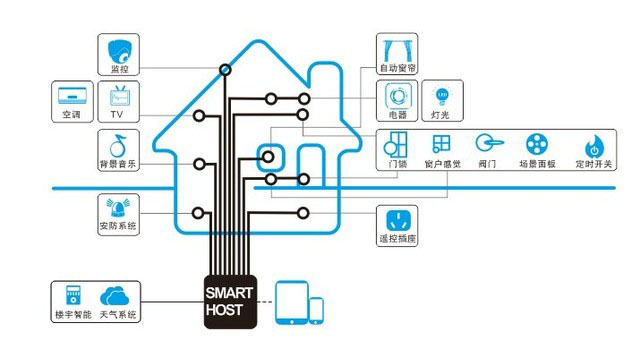 监控
自动窗帘
空调
TV
电器
灯光
背景音乐
门锁
窗户感觉
阀门
场景面板
定时开关
安防系统
遥控插座
楼宇智能
天气系统
SMART
HOST
LED